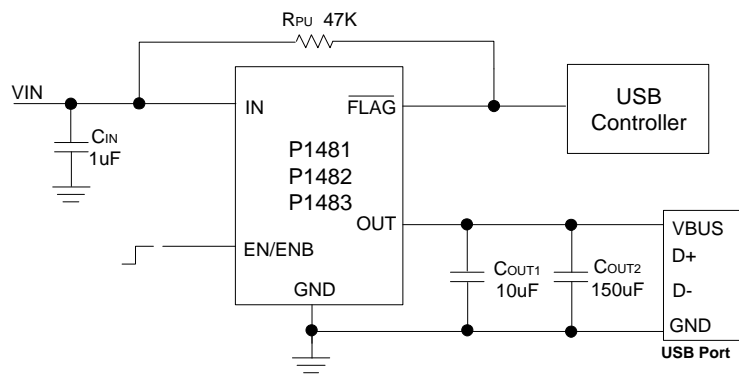 RPU 47K
VIN
IN
FLAG
USB
Controller
CIN
1uF
P1481
P1482
P1483
OUT
VBUS
D+
EN/ENB
COUT1
10uF
COUT2
150uF
D-
GND
GND
USB Port